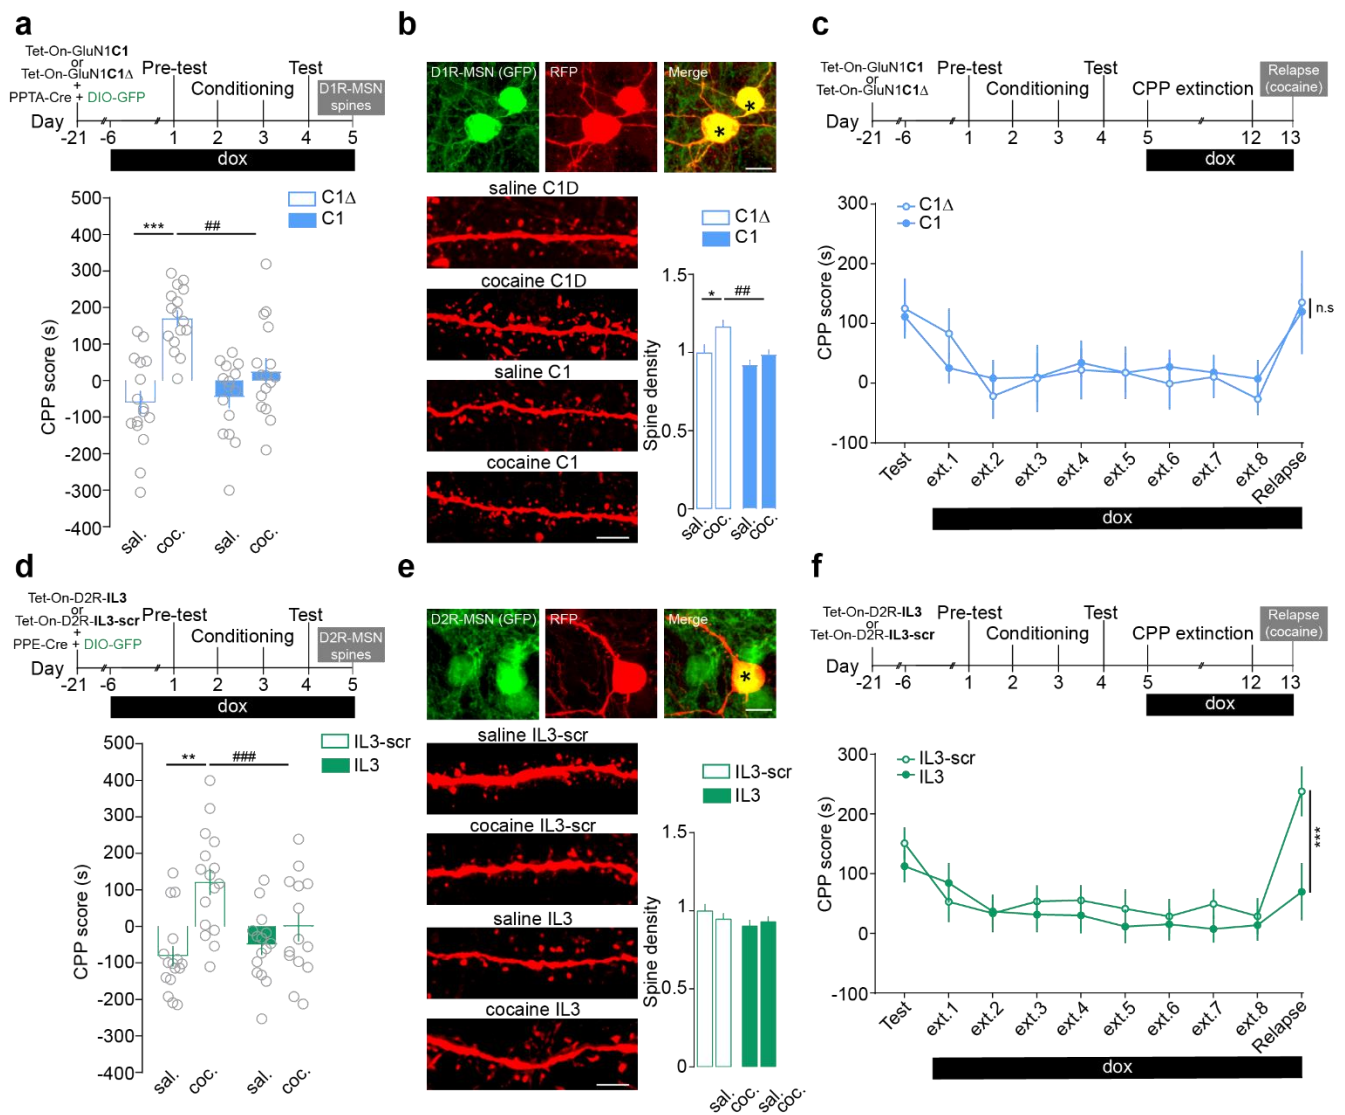 a
Tet-On-GluN1C1
or
Tet-On-GluN1C1Δ
+
PPTA-Cre + DIO-GFP
Pre-test
Conditioning
Test
D1R-MSN
spines
Day
-21 -6 1 2 3 4 5
dox
C1Δ
C1
*** ##
CPP score (s)
500
400
300
200
100
0
-100
-200
-300
-400
sal. coc. sal. coc.
b
D1R-MSN (GFP) RFP Merge
* *
saline C1D
cocaine C1D
saline C1
cocaine C1
C1Δ
C1
* ##
Spine density
1.5
1
0.5
0
sal. coc. sal. coc.
c
Tet-On-GluN1C1
or
Tet-On-GluN1C1Δ
Pre-test
Conditioning
Test
CPP extinction
Relapse
(cocaine)
Day
-21 -6 1 2 3 4 5 12 13
dox
C1Δ
C1
CPP score (s)
300
200
100
0
-100
n.s
Test ext.1 ext.2 ext.3 ext.4 ext.5 ext.6 ext.7 ext.8 Relapse
dox
d
Tet-On-D2R-IL3
or
Tet-On-D2R-IL3-scr
+
PPE-Cre + DIO-GFP
Pre-test
Conditioning
Test
D2R-MSN
spines
Day
-21 -6 1 2 3 4 5
dox
IL3-scr
IL3
** ###
CPP score (s)
500
400
300
200
100
0
-100
-200
-300
-400
sal. coc. sal. coc.
e
D2R-MSN (GFP) RFP Merge
*
saline IL3-scr
cocaine IL3-scr
saline IL3
cocaine IL3
IL3-scr
IL3
Spine density
1.5
1
0.5
0
sal. coc. sal. coc.
f
Tet-On-D2R-IL3
or
Tet-On-D2R-IL3-scr
Pre-test
Conditioning
Test
CPP extinction
Relapse
(cocaine)
Day
-21 -6 1 2 3 4 5 12 13
dox
IL3-scr
IL3
CPP score (s)
300
200
100
0
-100
***
Test ext.1 ext.2 ext.3 ext.4 ext.5 ext.6 ext.7 ext.8 Relapse
dox